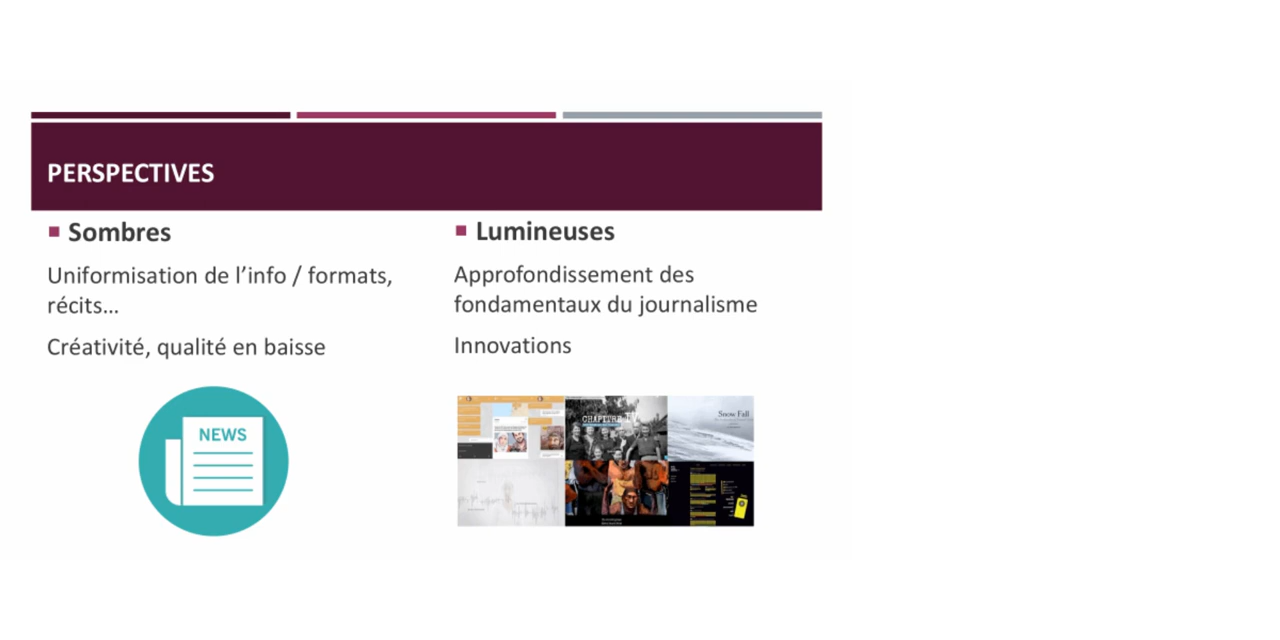 PERSPECTIVES
Sombres
Uniformisation de l'info / formats,
récits...
Créativité, qualité en baisse
NEWS
Lumineuses
Approfondissement des
fondamentaux du journalisme
Innovations
CHAPITRE
Snow Fall